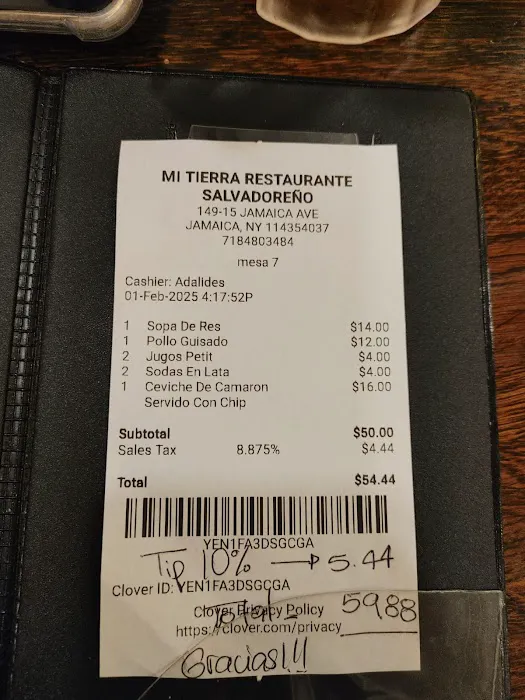 MI TIERRA RESTAURANTE
SALVADOREÑO
149-15 JAMAICA AVE
JAMAICA, NY 114354037
7184803484
mesa 7
Cashier: Adalides
01-Feb-2025 4:17:52P
1 Sopa De Res $14.00
1 Pollo Guisado $12.00
2 Jugos Petit $4.00
2 Sodas En Lata $4.00
1 Ceviche De Camaron $16.00
Servido Con Chip
Subtotal $50.00
Sales Tax 8.875% $4.44
Total $54.44
YEN1FA3DSGCGA
Tip 10% → 5.44
Clover ID: YEN1FA3DSGCGA
Total 59.88
Clover Privacy Policy
https://clover.com/privacy
Gracias!!!